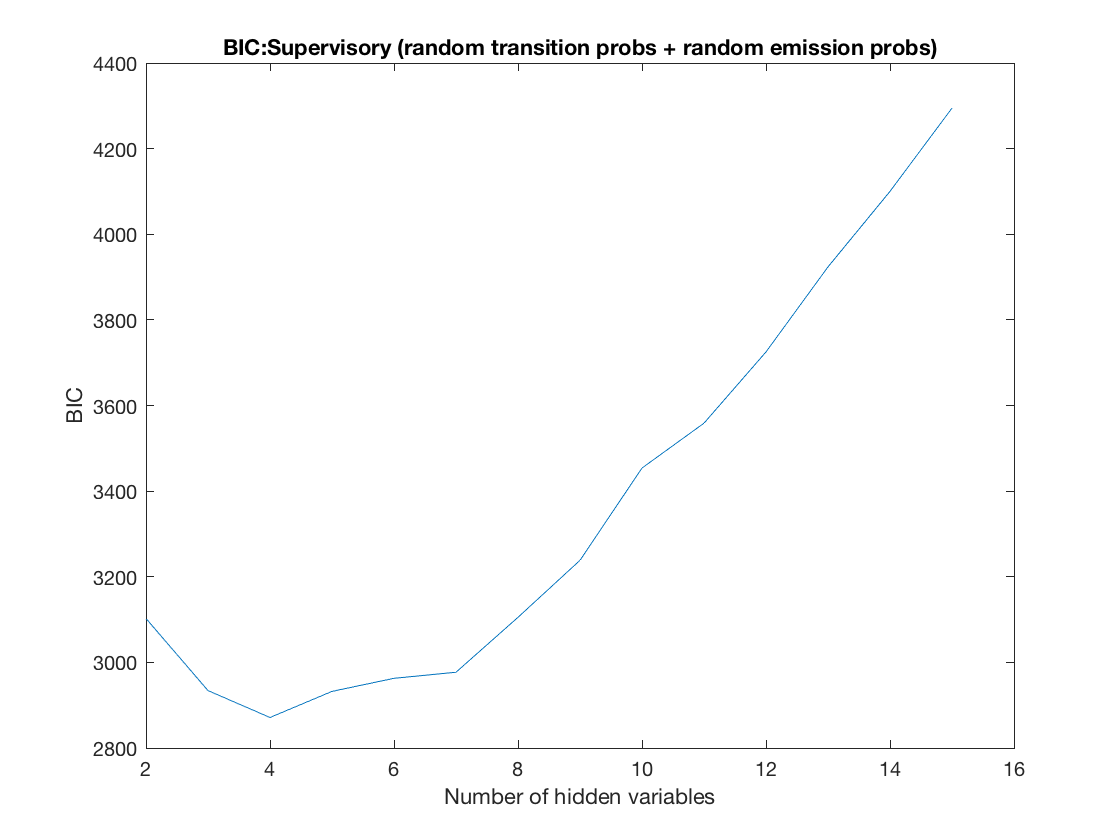 BIC:Supervisory (random transition probs + random emission probs)
4400
4200
4000
3800
3600
3400
3200
3000
2800
BIC
2 4 6 8 10 12 14 16
Number of hidden variables